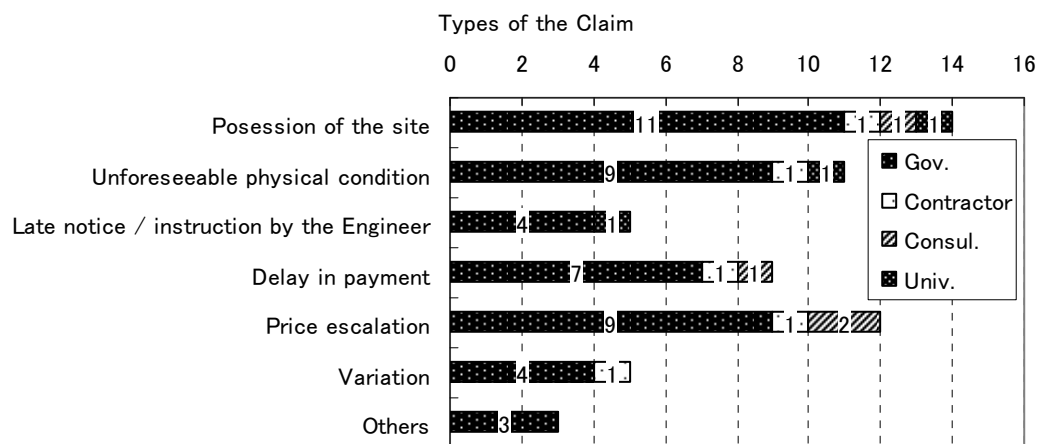 Types of the Claim
0 2 4 6 8 10 12 14 16
Posession of the site 11 1 1 1
Unforeseeable physical condition 9 1 1
Late notice / instruction by the Engineer 4 1
Delay in payment 7 1 1
Price escalation 9 1 2
Variation 4 1
Others 3
Gov.
Contractor
Consul.
Univ.